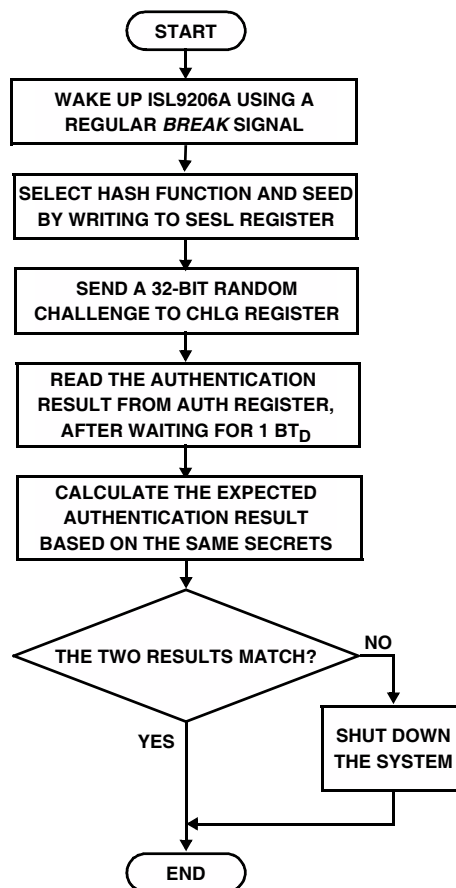 START
WAKE UP ISL9206A USING A
REGULAR BREAK SIGNAL
SELECT HASH FUNCTION AND SEED
BY WRITING TO SESL REGISTER
SEND A 32-BIT RANDOM
CHALLENGE TO CHLG REGISTER
READ THE AUTHENTICATION
RESULT FROM AUTH REGISTER,
AFTER WAITING FOR 1 BTD
CALCULATE THE EXPECTED
AUTHENTICATION RESULT
BASED ON THE SAME SECRETS
THE TWO RESULTS MATCH?
NO
YES
SHUT DOWN
THE SYSTEM
END